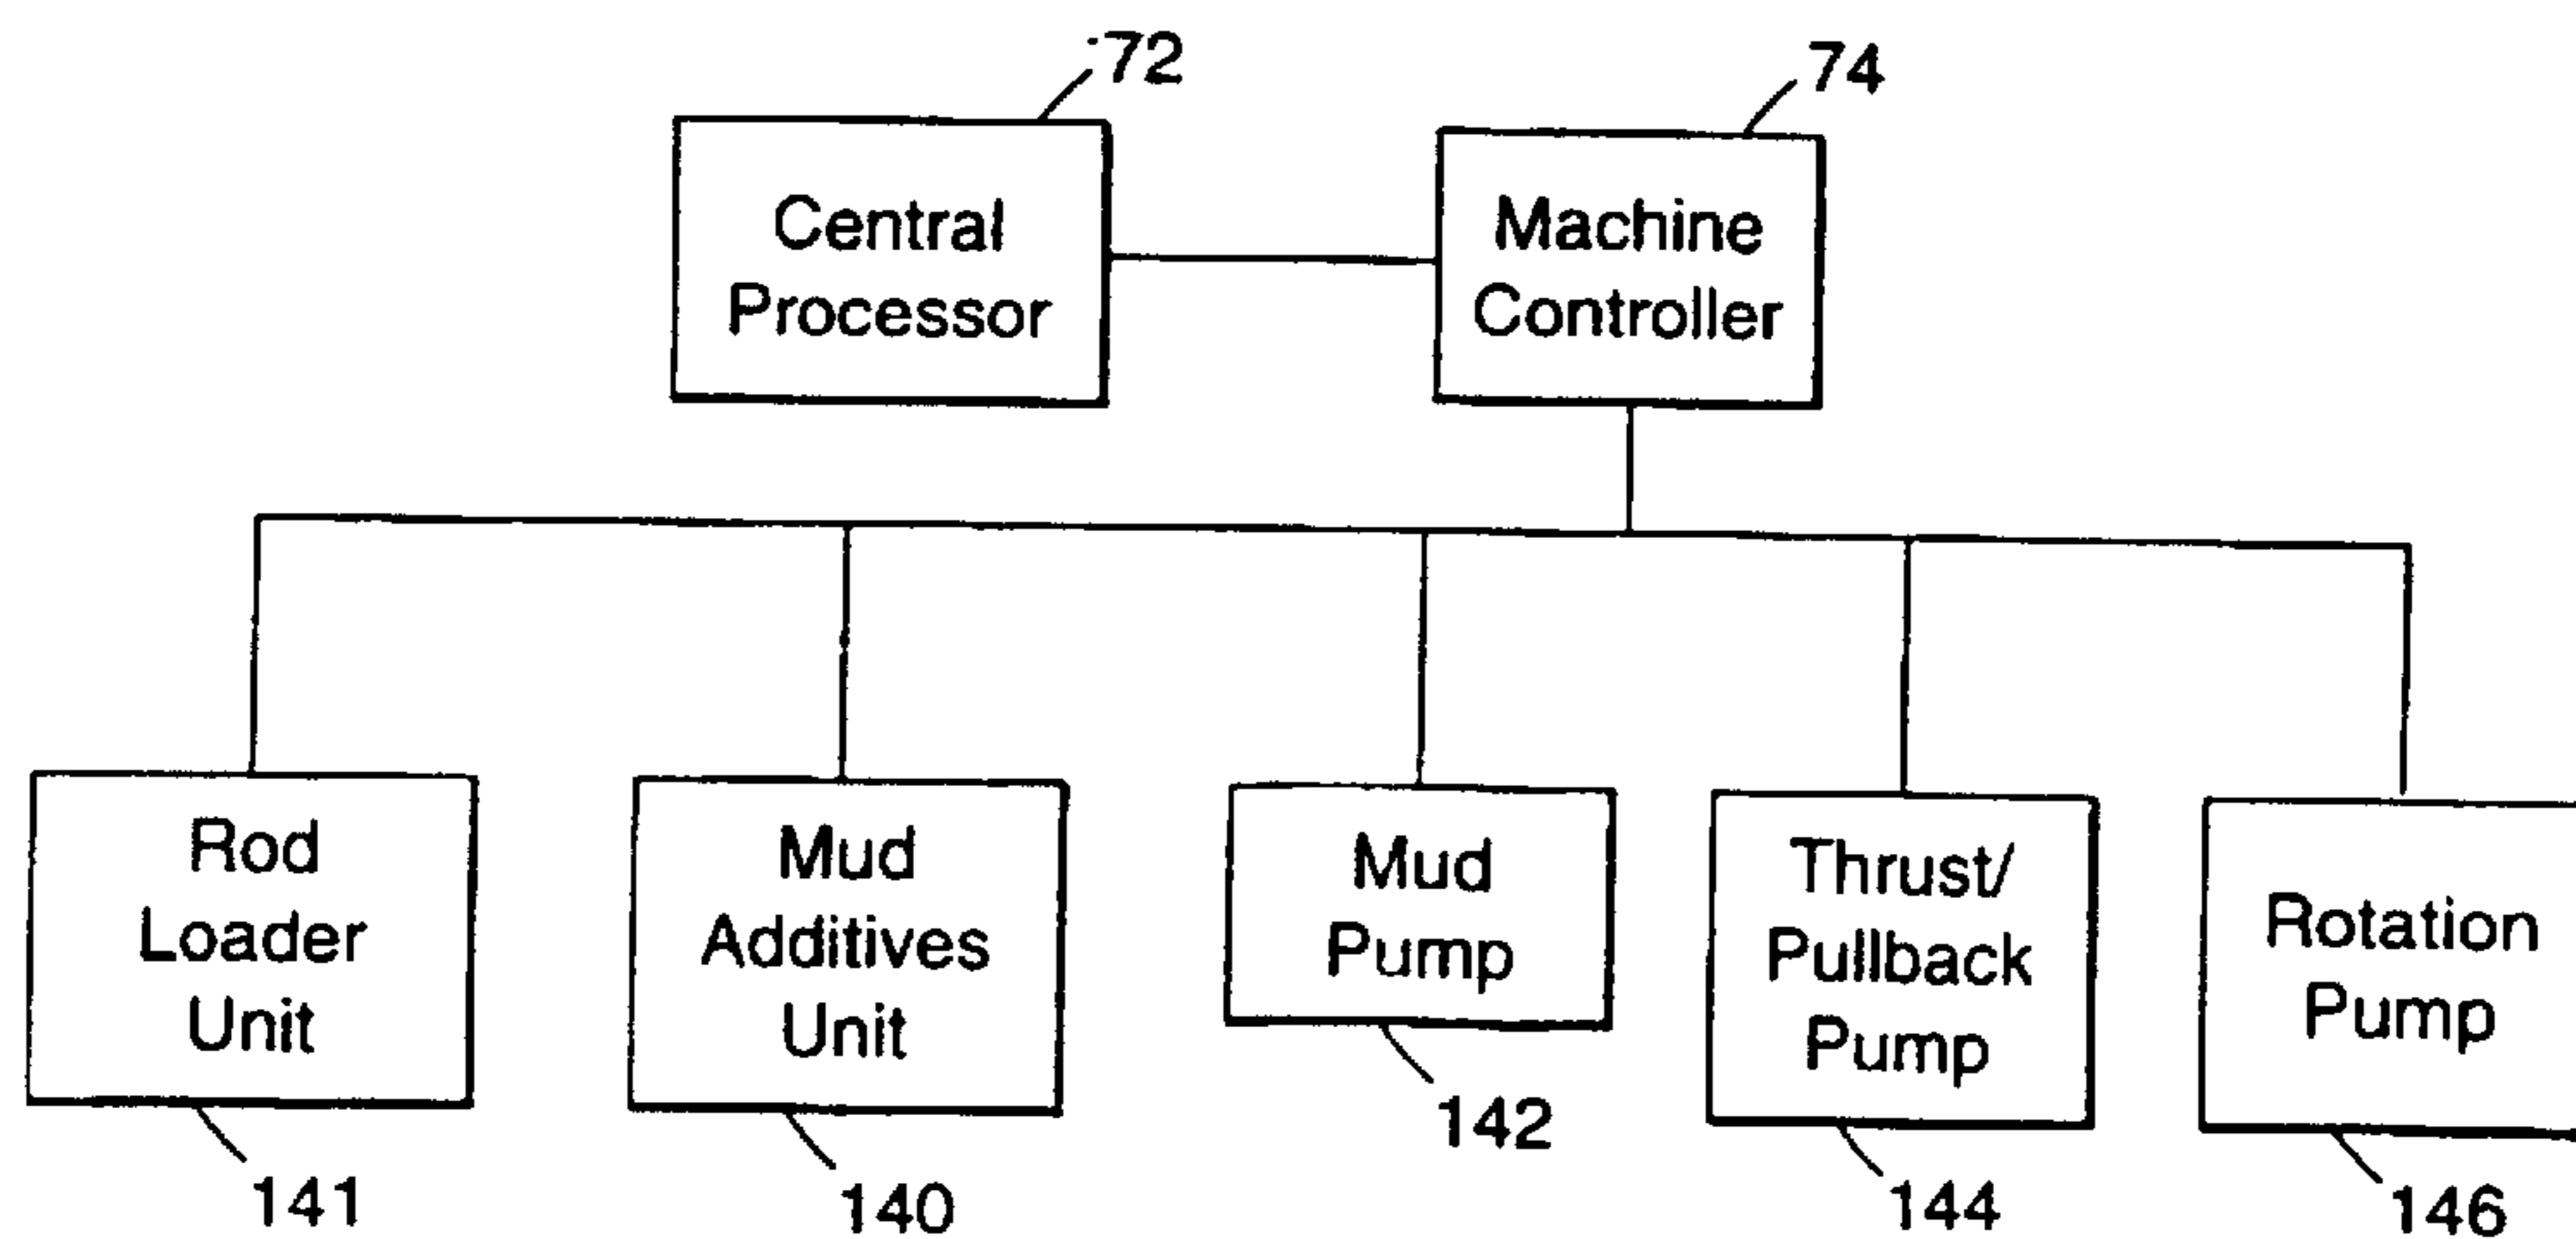 72
74
Central
Processor
Machine
Controller
Rod
Loader
Unit
Mud
Additives
Unit
Mud
Pump
Thrust/
Pullback
Pump
Rotation
Pump
141
140
142
144
146